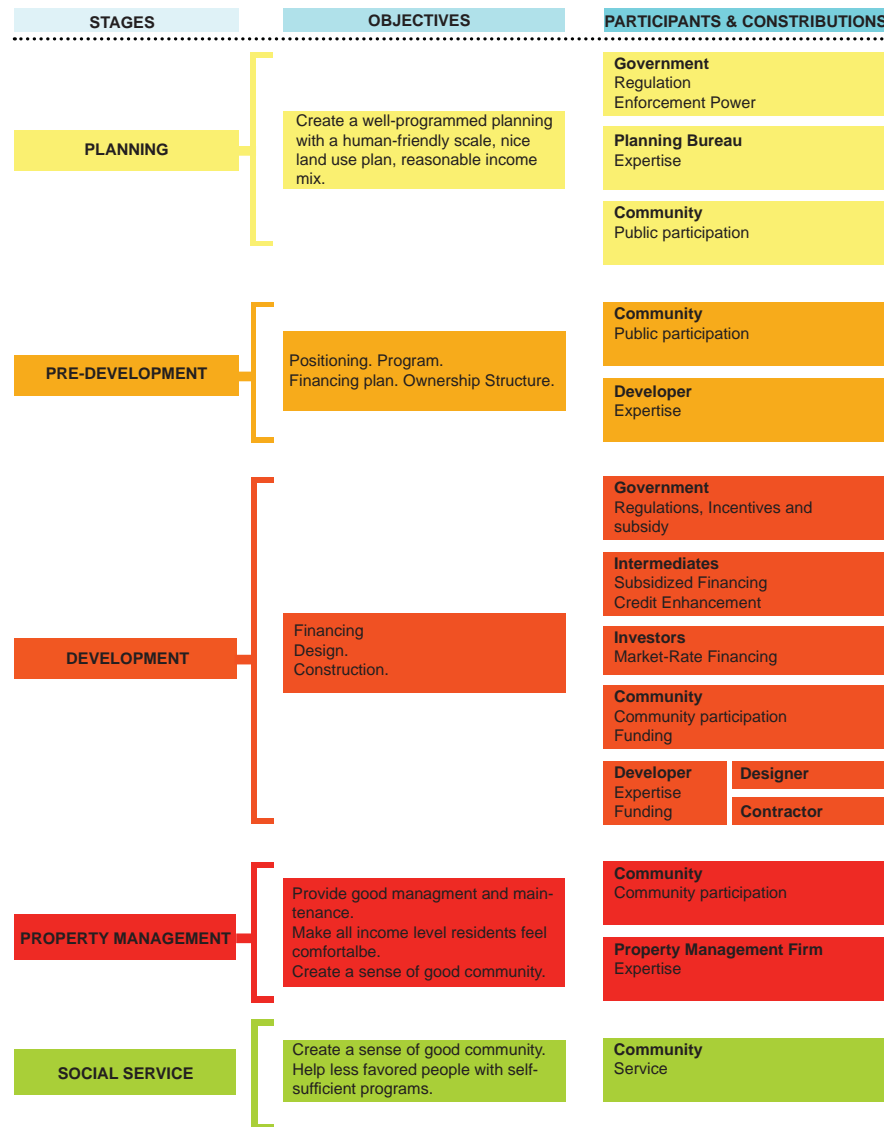 STAGES
OBJECTIVES
PARTICIPANTS & CONSTRIBUTIONS
PLANNING
Create a well-programmed planning
with a human-friendly scale, nice
land use plan, reasonable income
mix.
Government
Regulation
Enforcement Power
Planning Bureau
Expertise
Community
Public participation
PRE-DEVELOPMENT
Positioning. Program.
Financing plan. Ownership Structure.
Community
Public participation
Developer
Expertise
DEVELOPMENT
Financing
Design.
Construction.
Government
Regulations, Incentives and
subsidy
Intermediates
Subsidized Financing
Credit Enhancement
Investors
Market-Rate Financing
Community
Community participation
Funding
Developer
Expertise
Funding
Designer
Contractor
PROPERTY MANAGEMENT
Provide good managment and main-
tenance.
Make all income level residents feel
comfortalbe.
Create a sense of good community.
Community
Community participation
Property Management Firm
Expertise
SOCIAL SERVICE
Create a sense of good community.
Help less favored people with self-
sufficient programs.
Community
Service